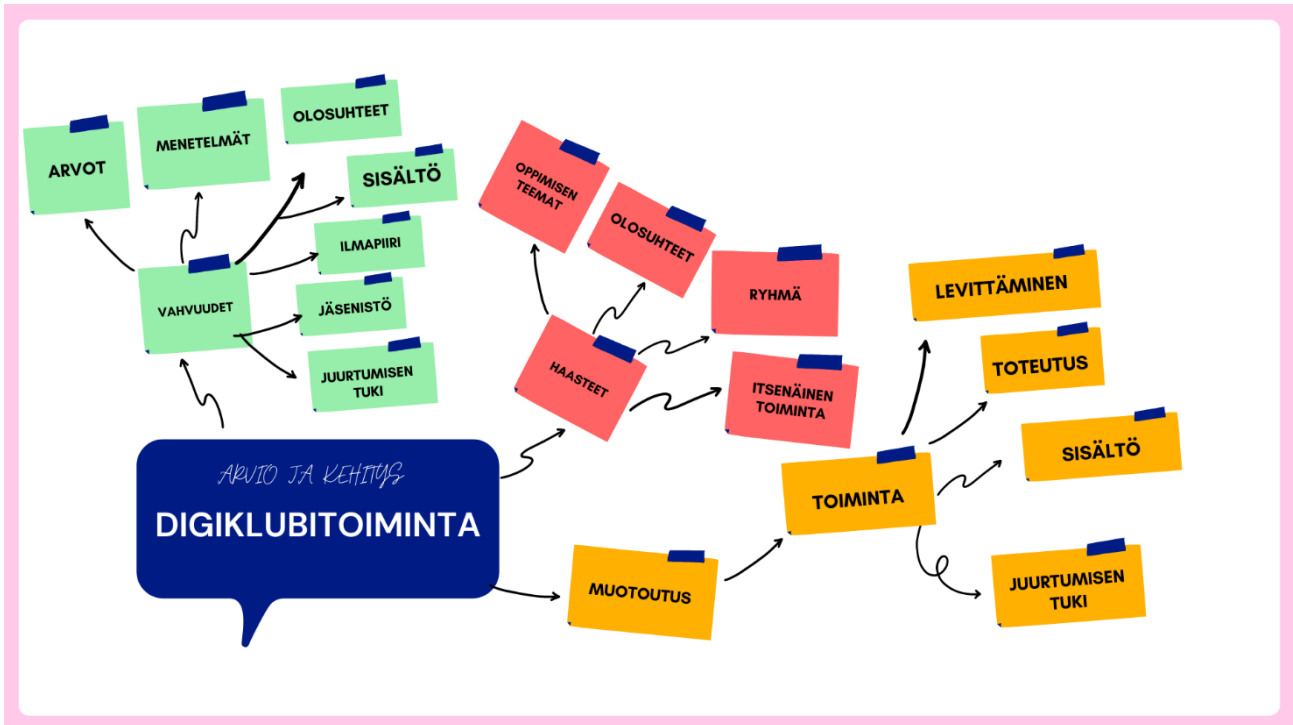 ARVOT
MENETELMÄT
OLOSUHTEET
SISÄLTÖ
ILMAPIIRI
JÄSENISTÖ
JUURTUMISEN
TUKI
VAHVUUDET
OPPIMISEN
TEEMAT
OLOSUHTEET
RYHMÄ
ITSENÄINEN
TOIMINTA
HAASTEET
LEVITTÄMINEN
TOTEUTUS
SISÄLTÖ
JUURTUMISEN
TUKI
TOIMINTA
MUOTOUTUS
ARVIO JA KEHITYS
DIGIKLUBITOIMINTA